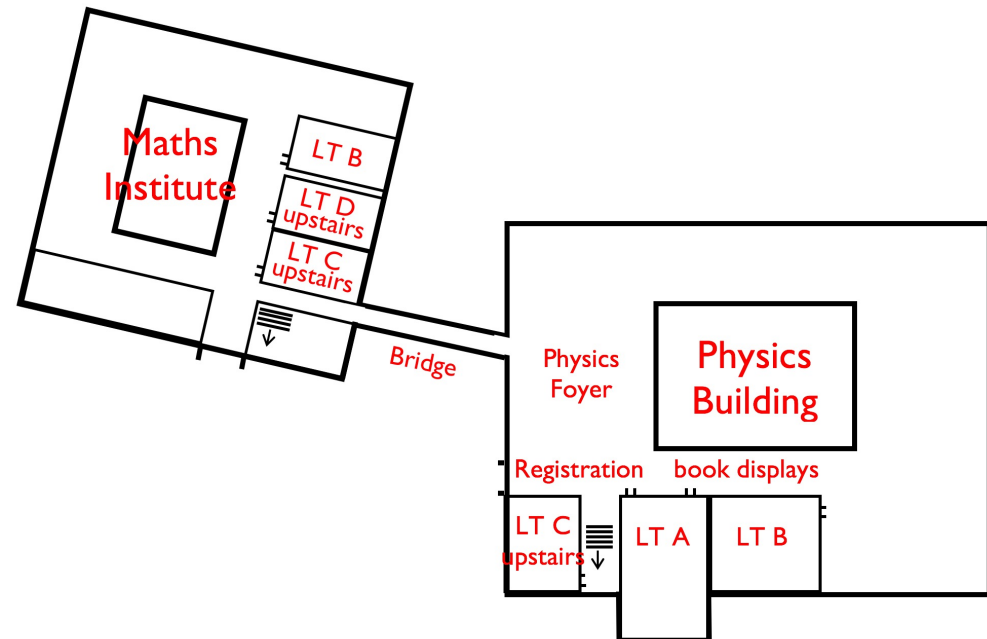 Maths
Institute
LT B
LT D
upstairs
LT C
upstairs
Bridge
Physics
Foyer
Physics
Building
Registration
book displays
LT C
upstairs
LT A
LT B